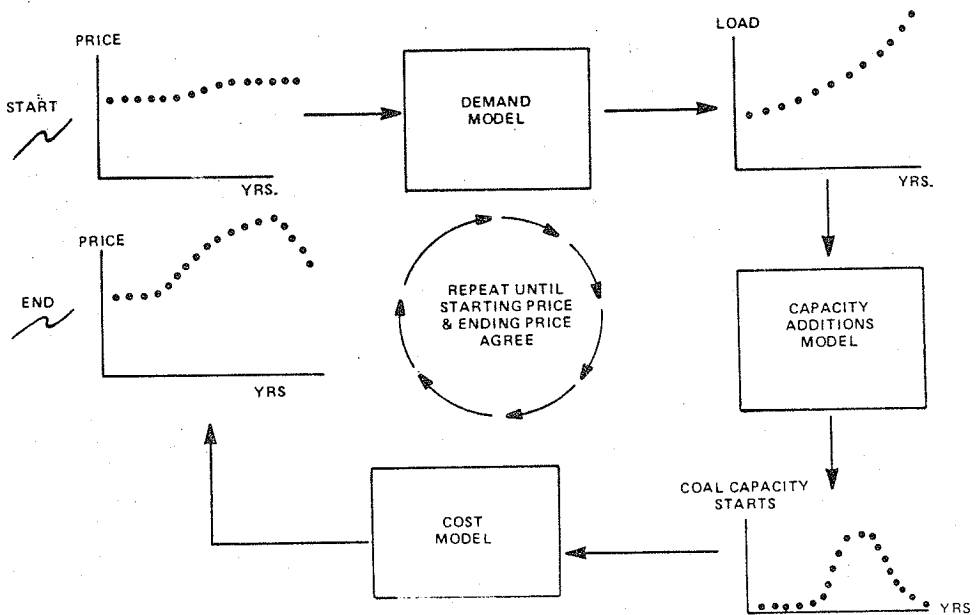 PRICE
START
YRS.
DEMAND
MODEL
LOAD
YRS.
PRICE
END
YRS
REPEAT UNTIL
STARTING PRICE
& ENDING PRICE
AGREE
CAPACITY
ADDITIONS
MODEL
COST
MODEL
COAL CAPACITY
STARTS
YRS